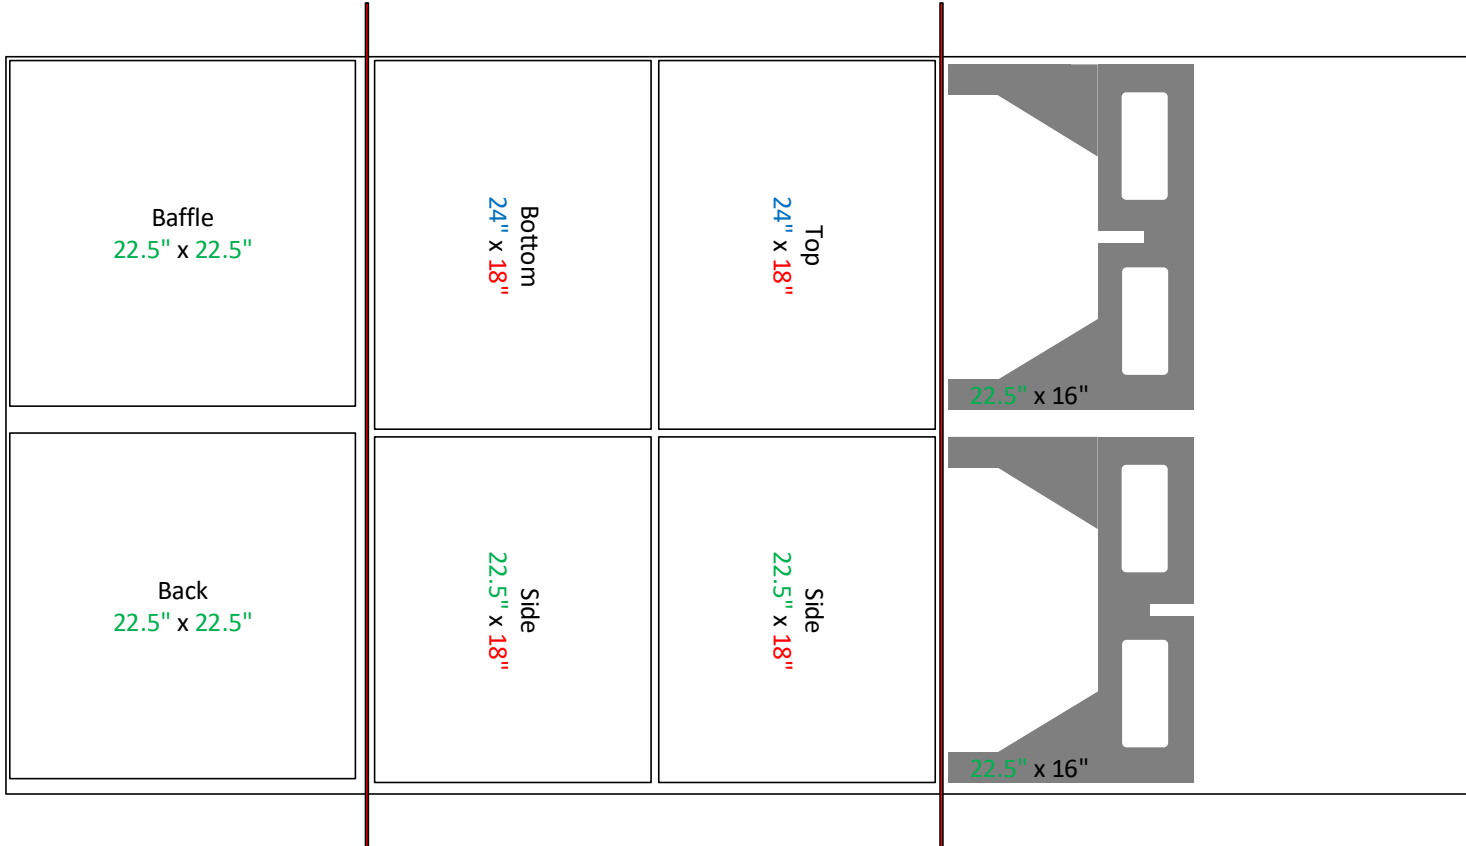 Baffle
22.5" x 22.5"
Back
22.5" x 22.5"
Bottom
24" x 18"
Top
24" x 18"
Side
22.5" x 18"
Side
22.5" x 18"
22.5" x 16"
22.5" x 16"